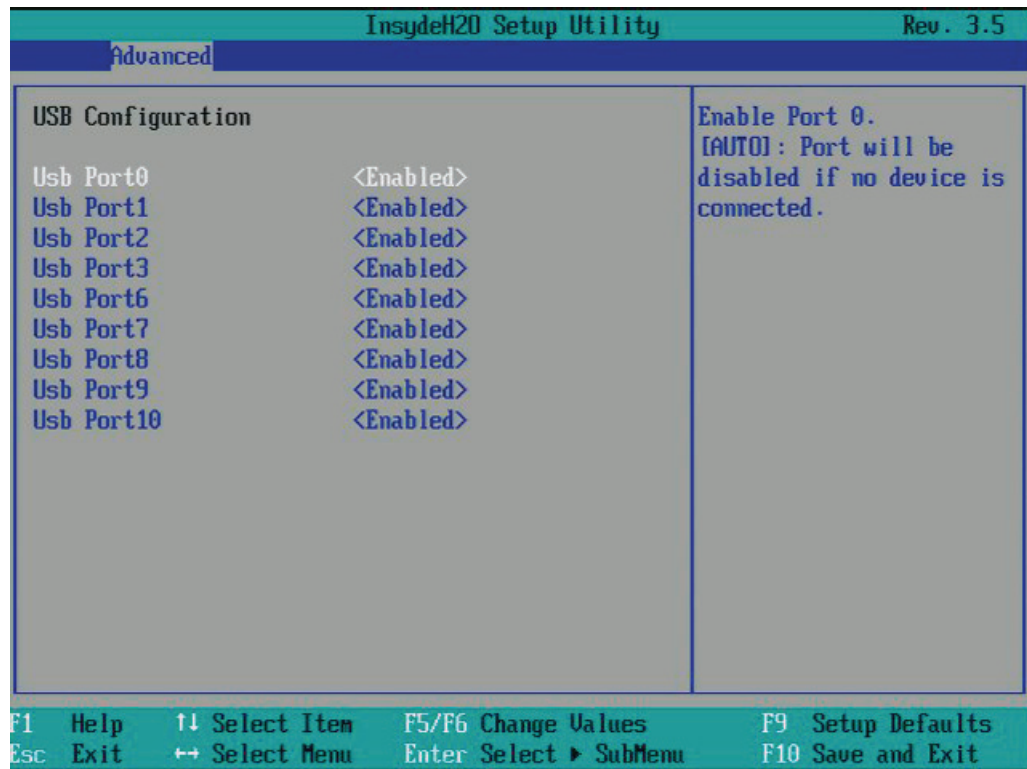 InsydeH20 Setup Utility Rev. 3.5
Advanced
USB Configuration
Usb Port0 <Enabled>
Usb Port1 <Enabled>
Usb Port2 <Enabled>
Usb Port3 <Enabled>
Usb Port6 <Enabled>
Usb Port7 <Enabled>
Usb Port8 <Enabled>
Usb Port9 <Enabled>
Usb Port10 <Enabled>
Enable Port 0.
[AUTO]: Port will be
disabled if no device is
connected.
F1 Help ↑↓ Select Item F5/F6 Change Values F9 Setup Defaults
Esc Exit ↔ Select Menu Enter Select ▶ SubMenu F10 Save and Exit